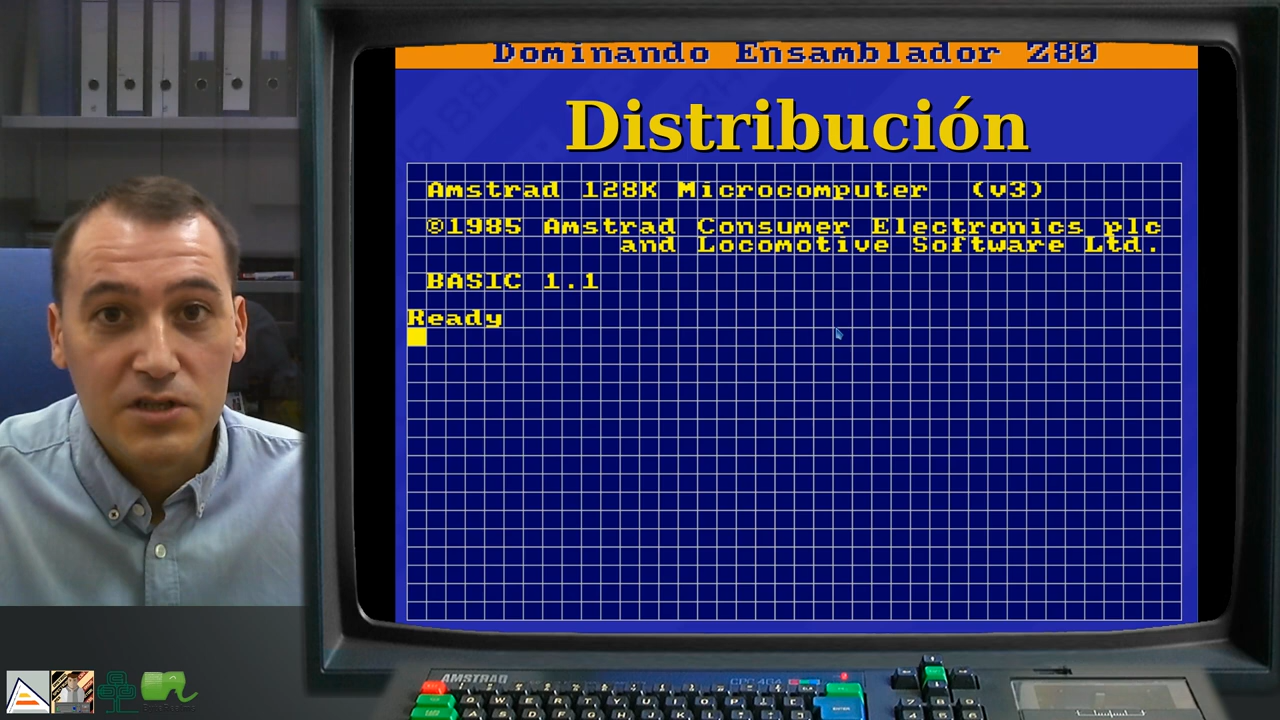 Dominando Ensamblador Z80
Distribución
Amstrad 128K Microcomputer (v3)
©1985 Amstrad Consumer Electronics plc
and Locomotive Software Ltd.
BASIC 1.1
Ready
AMSTRAD